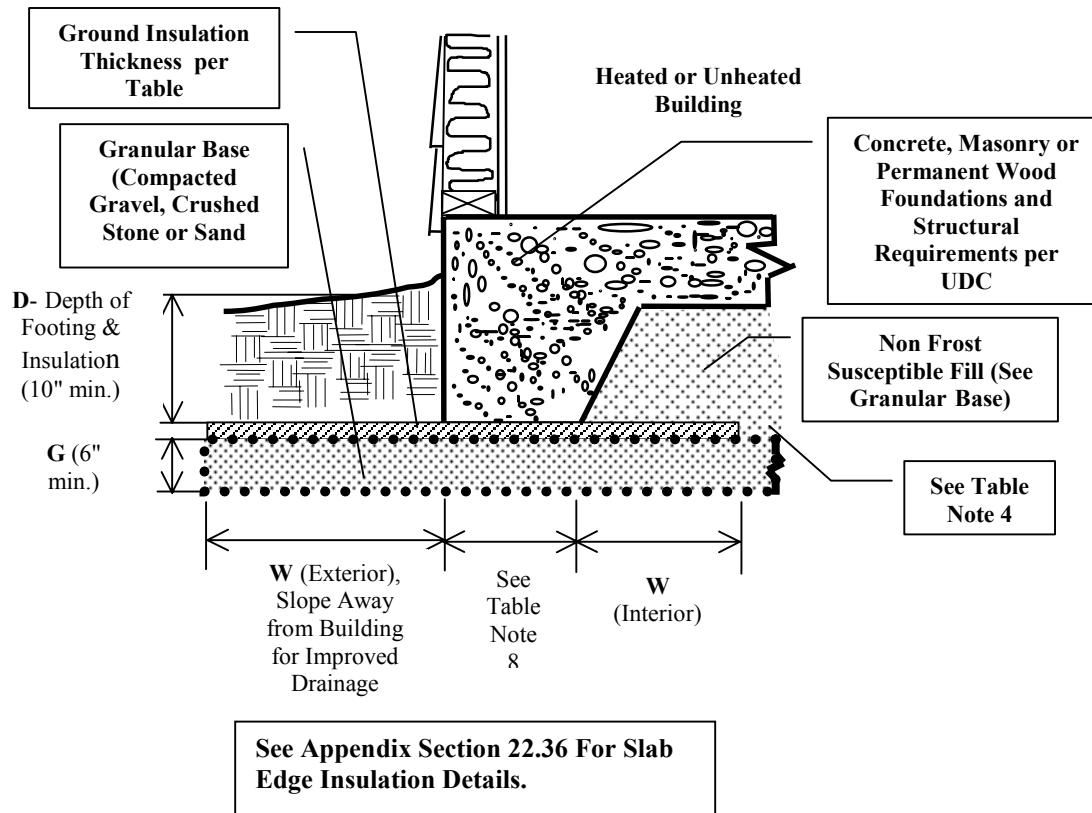 Ground Insulation
Thickness per
Table
Granular Base
(Compacted
Gravel, Crushed
Stone or Sand
Heated or Unheated
Building
Concrete, Masonry or
Permanent Wood
Foundations and
Structural
Requirements per
UDC
D- Depth of
Footing &
Insulation
(10" min.)
Non Frost
Susceptible Fill (See
Granular Base)
G (6"
min.)
See Table
Note 4
W (Exterior),
Slope Away
from Building
for Improved
Drainage
See
Table
Note
8
W
(Interior)
See Appendix Section 22.36 For Slab
Edge Insulation Details.